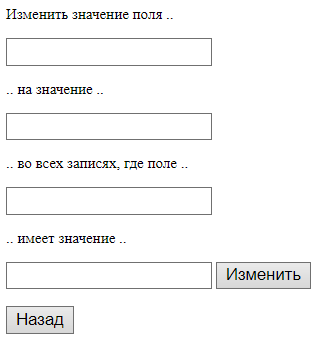 Изменить значение поля ..
.. на значение ..
.. во всех записях, где поле ..
.. имеет значение ..
Изменить
Назад